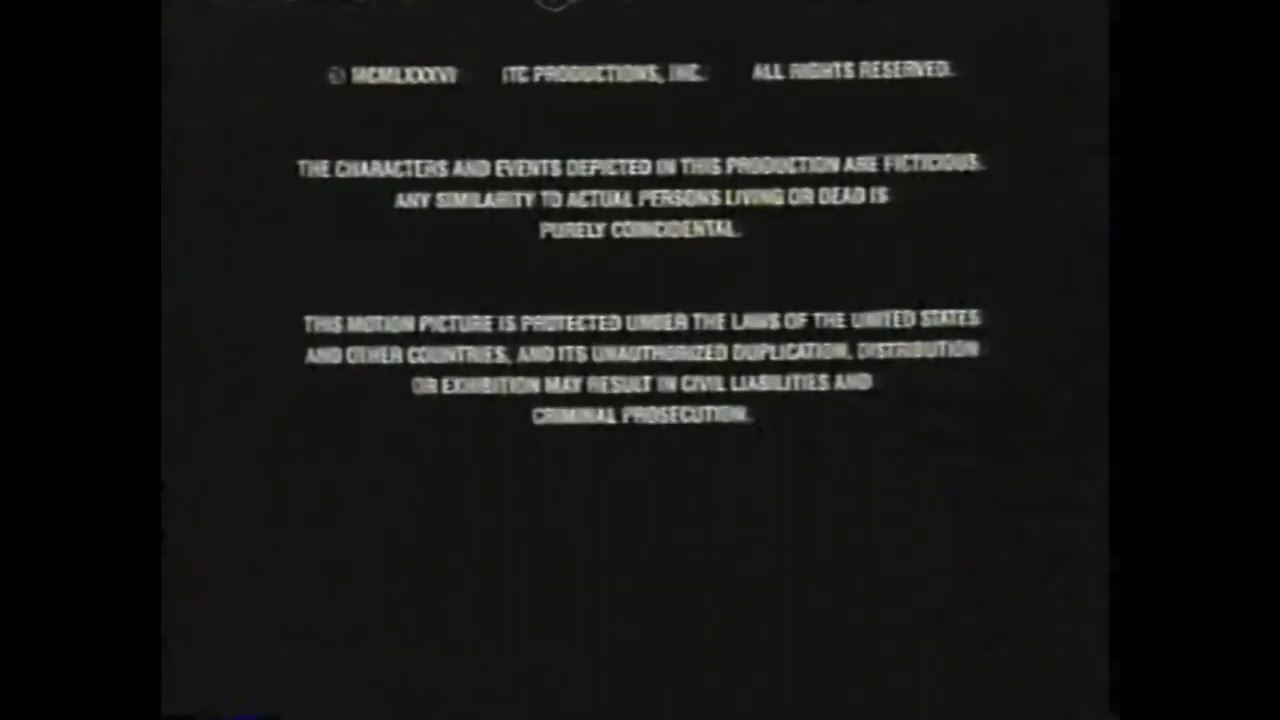 © MCMLXXXVI ITC PRODUCTIONS, INC. ALL RIGHTS RESERVED.
THE CHARACTERS AND EVENTS DEPICTED IN THIS PRODUCTION ARE FICTICIOUS.
ANY SIMILARITY TO ACTUAL PERSONS LIVING OR DEAD IS
PURELY COINCIDENTAL.
THIS MOTION PICTURE IS PROTECTED UNDER THE LAWS OF THE UNITED STATES
AND OTHER COUNTRIES, AND ITS UNAUTHORIZED DUPLICATION, DISTRIBUTION
OR EXHIBITION MAY RESULT IN CIVIL LIABILITIES AND
CRIMINAL PROSECUTION.